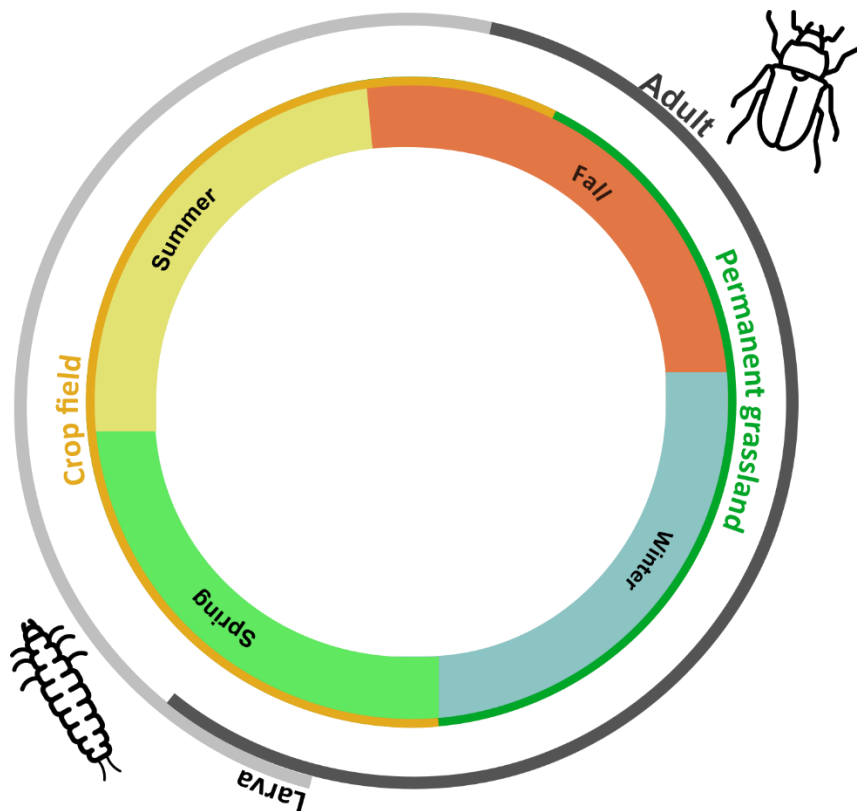 Adult
Fall
Summer
Permanent grassland
Crop field
Winter
Spring
Larva